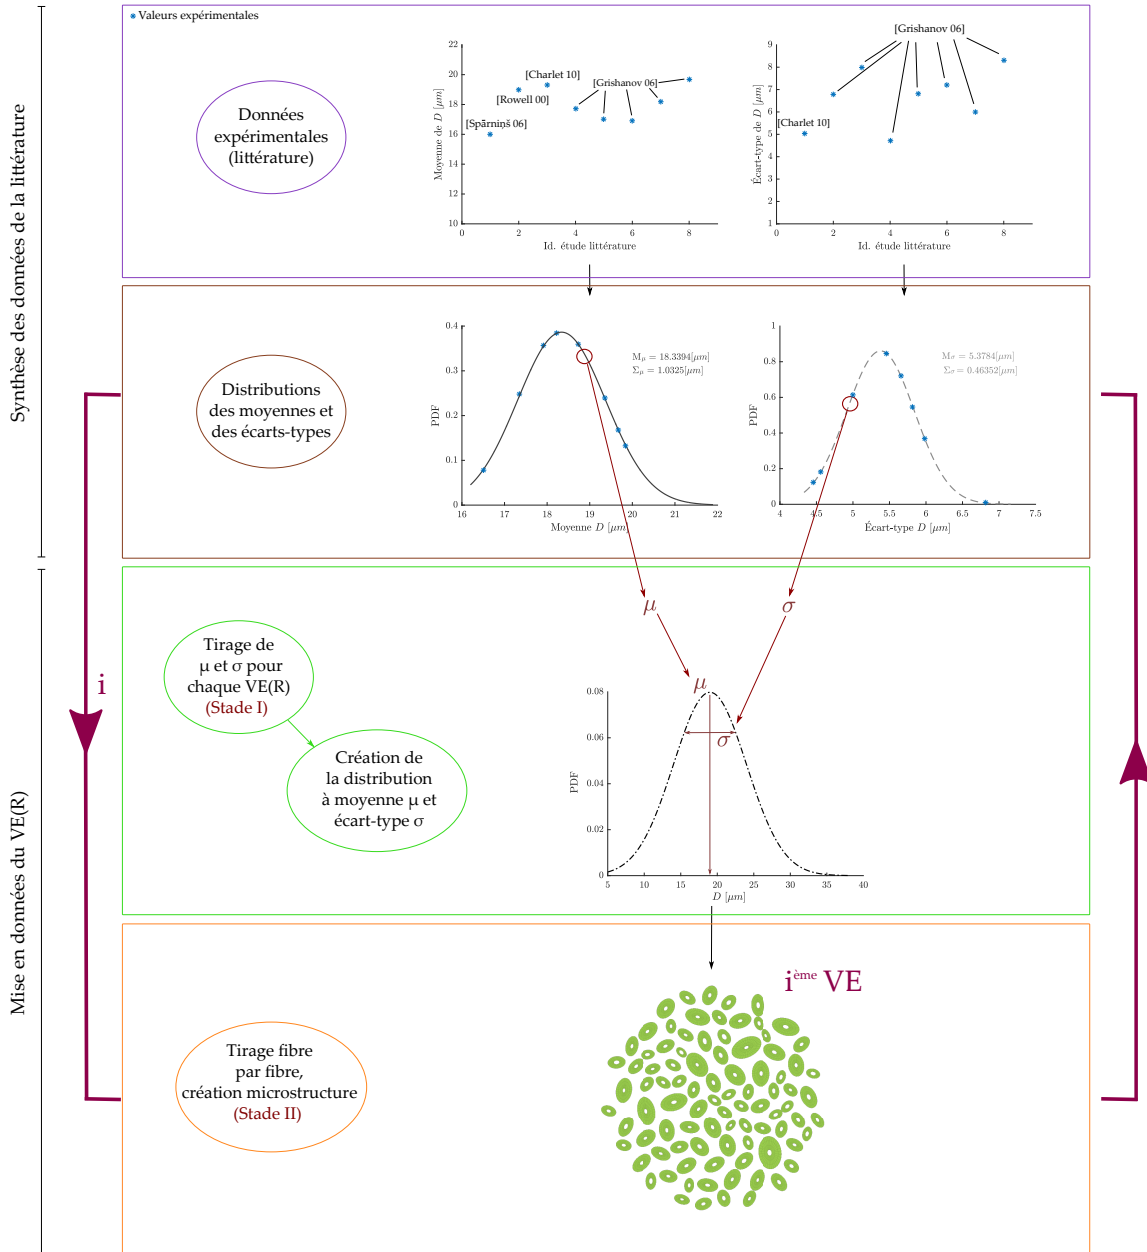 Synthèse des données de la littérature
Valeurs expérimentales
Données
expérimentales
(littérature)
Moyenne de D [μm]
22
20
18
16
14
12
10
0
2
4
6
8
Id. étude littérature
[Spārniņš 06]
[Rowell 00]
[Charlet 10]
[Grishanov 06]
Écart-type de D [μm]
9
8
7
6
5
4
3
2
1
0
2
4
6
8
Id. étude littérature
[Charlet 10]
[Grishanov 06]
Distributions
des moyennes et
des écarts-types
PDF
0.4
0.3
0.2
0.1
0
16
17
18
19
20
21
22
Moyenne D [μm]
Mμ = 18.3394[μm]
Σμ = 1.0325[μm]
PDF
1
0.8
0.6
0.4
0.2
0
4
4.5
5
5.5
6
6.5
7
7.5
Écart-type D [μm]
Mσ = 5.3784[μm]
Σσ = 0.46352[μm]
Mise en données du VE(R)
i
Tirage de
μ et σ pour
chaque VE(R)
(Stade I)
Création de
la distribution
à moyenne μ et
écart-type σ
μ
σ
μ
σ
PDF
0.08
0.06
0.04
0.02
0
5
10
15
20
25
30
35
40
D [μm]
Tirage fibre
par fibre,
création microstructure
(Stade II)
ième VE